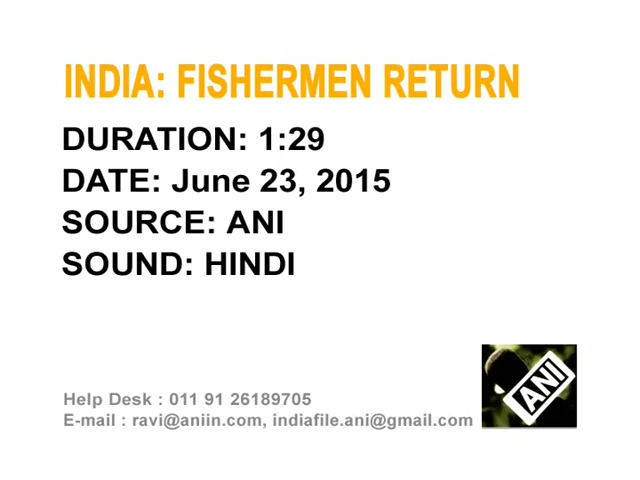 INDIA: FISHERMEN RETURN
DURATION: 1:29
DATE: June 23, 2015
SOURCE: ANI
SOUND: HINDI
Help Desk : 011 91 26189705
E-mail : ravi@aniin.com, indiafile.ani@gmail.com
ANI